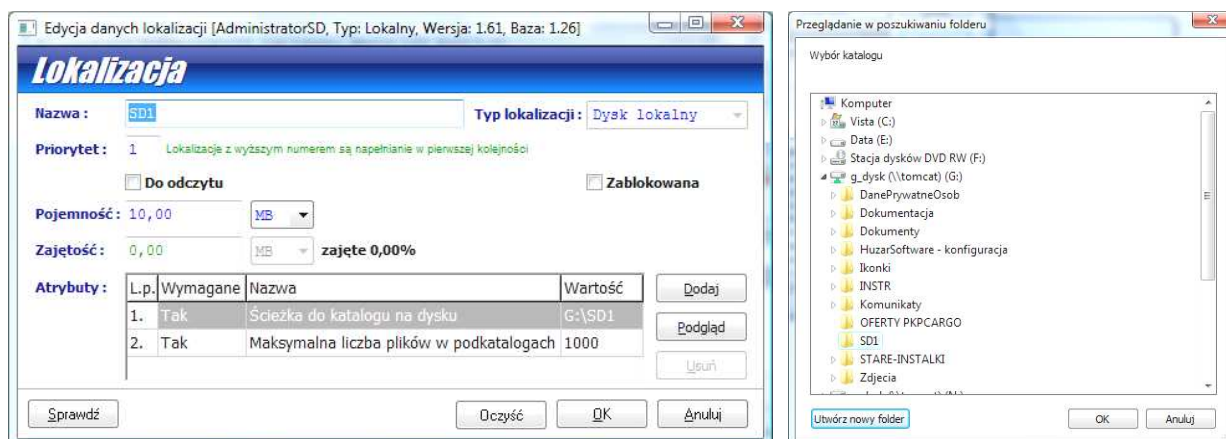 Edycja danych lokalizacji [AdministratorSD, Typ: Lokalny, Wersja: 1.61, Baza: 1.26]
Lokalizacja
Nazwa : SD1 Typ lokalizacji : Dysk lokalny
Priorytet : 1 Lokalizacje z wyższym numerem są napełnianie w pierwszej kolejności
Do odczytu Zablokowana
Pojemność : 10,00 MB
Zajętość : 0,00 MB zajęte 0,00%
Atrybuty : L.p. Wymagane Nazwa Wartość Dodaj
1. Tak Ścieżka do katalogu na dysku G:\SD1
Podgląd
2. Tak Maksymalna liczba plików w podkatalogach 1000
Usuń
Sprawdź Oczyść OK Anuluj
Przeglądanie w poszukiwaniu folderu
Wybór katalogu
Komputer
Vista (C:)
Data (E:)
Stacja dysków DVD RW (F:)
g_dysk (\\tomcat) (G:)
DanePrywatneOsob
Dokumentacja
Dokumenty
HuzarSoftware - konfiguracja
Ikonki
INSTR
Komunikaty
OFERTY PKPCARGO
SD1
STARE-INSTALKI
Zdjecia
Utwórz nowy folder OK Anuluj